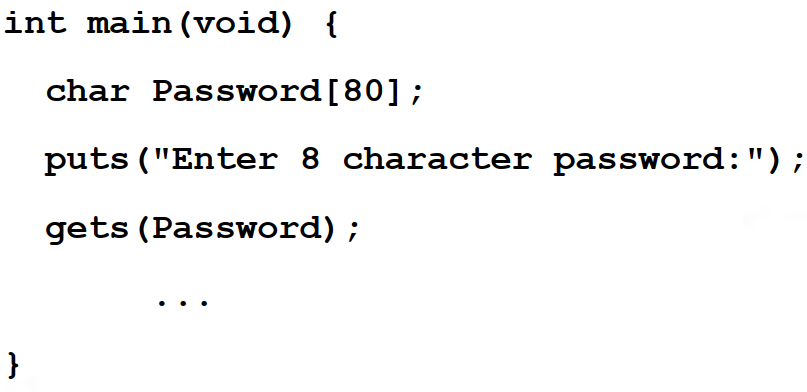 int main(void) {
char Password[80];
puts("Enter 8 character password:");
gets(Password);
...
}